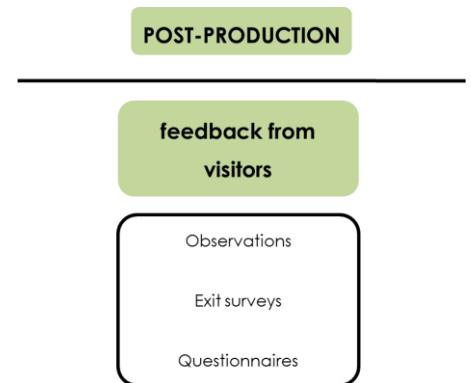 POST-PRODUCTION
feedback from
visitors
Observations
Exit surveys
Questionnaires